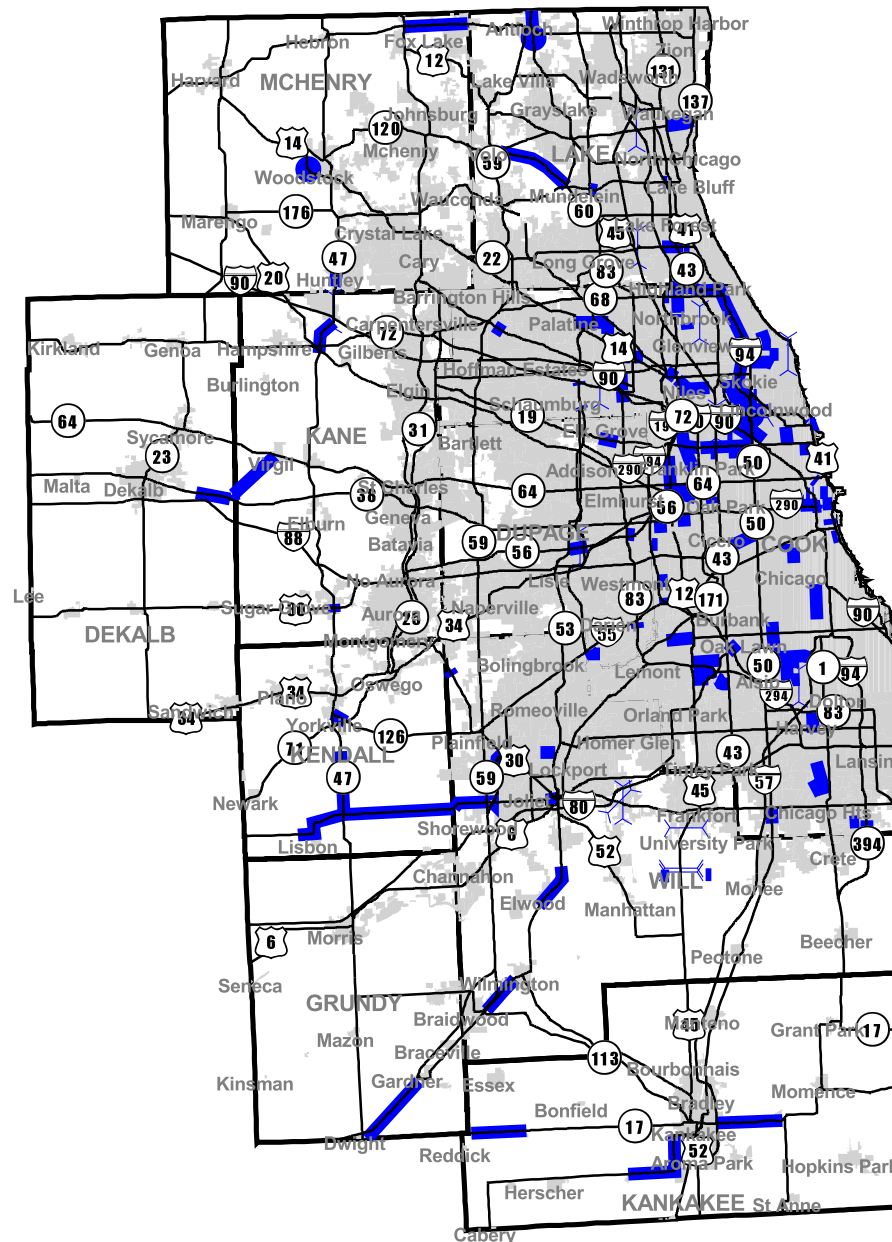 Winthrop Harbor
Antioch
Hebron
Fox Lake
Zion
12
131
Harvard
MCHENRY
Lake Villa
Wadsworth
137
Grayslake
Johnsburg
Waukegan
120
14
Mchenry
LAKE
59
North Chicago
Woodstock
Lake Bluff
Wauconda
Mundelein
176
60
Marengo
Lake Forest
Crystal Lake
45
41
47
22
Cary
Long Grove
83
43
90
20
Huntley
Highland Park
Barrington Hills
68
Carpentersville
Palatine
Northbrook
72
Kirkland
Genoa
Hampshire
Gilberts
14
Glenview
94
Hoffman Estates
Burlington
90
Skokie
Elgin
Niles
Schaumburg
Lincolnwood
64
19
72
90
31
Elk Grove
19
Sycamore
KANE
Bartlett
23
41
Virgil
Addison
290
94
Franklin Park
50
Malta
Dekalb
St Charles
38
64
64
Elmhurst
Geneva
56
Oak Park
290
Elburn
88
50
DUPAGE
Batavia
59
56
Cicero
COOK
43
No Aurora
Lisle
Westmont
Chicago
Lee
Sugar Grove
30
Aurora
Naperville
83
12
171
90
34
53
55
Darien
Burbank
DEKALB
Montgomery
Oak Lawn
Bolingbrook
50
1
94
Lemont
Alsip
Oswego
34
Plano
294
Dolton
Sandwich
34
Romeoville
Orland Park
83
Yorkville
Harvey
126
71
KENDALL
Plainfield
Homer Glen
43
30
Lockport
Tinley Park
Lansin
47
59
57
45
Newark
Joliet
80
Shorewood
Frankfort
Chicago Hts
6
Lisbon
52
University Park
394
Crete
Channahon
WILL
Monee
Elwood
Manhattan
Morris
6
Beecher
Peotone
Seneca
Wilmington
GRUNDY
Braidwood
45
Manteno
Grant Park
17
Mazon
Braceville
113
Bourbonnais
Kinsman
Gardner
Essex
Momence
Bonfield
Bradley
17
Kankakee
Dwight
Reddick
52
Aroma Park
Hopkins Park
Herscher
KANKAKEE
St Anne
Cabery